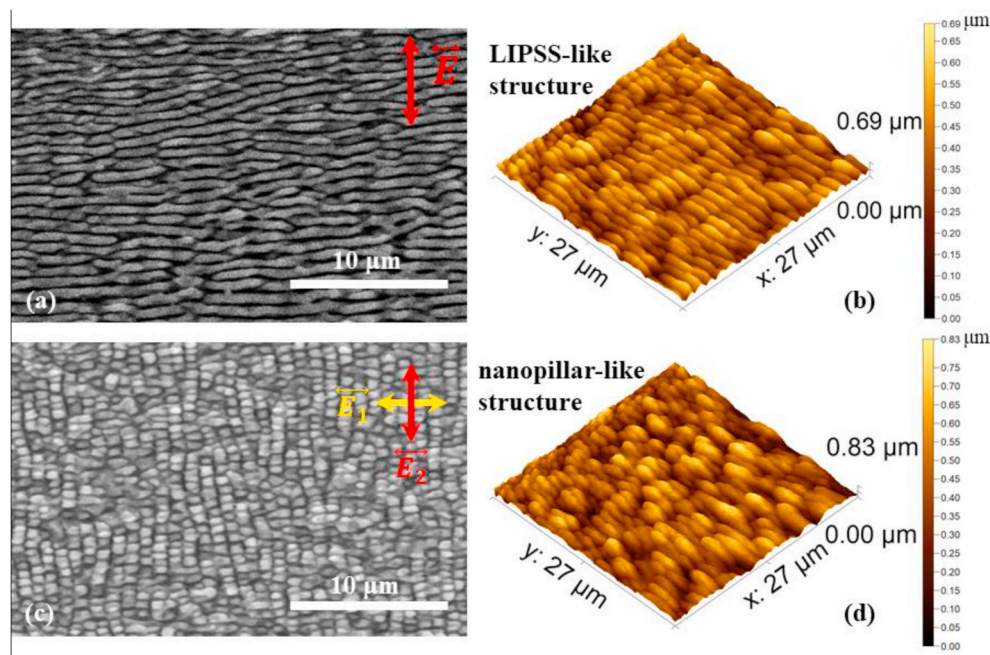 E
10 μm
(a)
LIPSS-like
structure
0.69 μm
0.00 μm
y: 27 μm
x: 27 μm
(b)
μm
0.69
0.65
0.60
0.55
0.50
0.45
0.40
0.35
0.30
0.25
0.20
0.15
0.10
0.05
0.00
E1
E2
10 μm
(c)
nanopillar-like
structure
0.83 μm
0.00 μm
y: 27 μm
x: 27 μm
(d)
μm
0.83
0.75
0.70
0.65
0.60
0.55
0.50
0.45
0.40
0.35
0.30
0.25
0.20
0.15
0.10
0.05
0.00